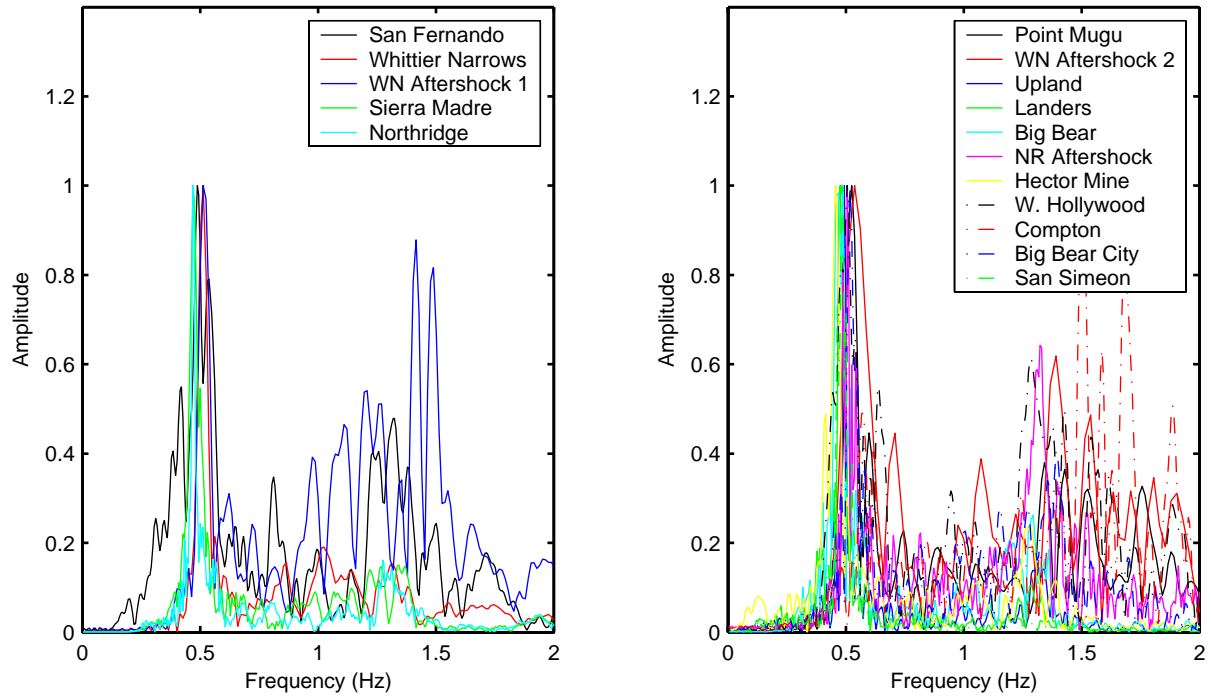 San Fernando
Whittier Narrows
WN Aftershock 1
Sierra Madre
Northridge
1.2
1
0.8
0.6
0.4
0.2
0
Amplitude
0
0.5
1
1.5
2
Frequency (Hz)
Point Mugu
WN Aftershock 2
Upland
Landers
Big Bear
NR Aftershock
Hector Mine
W. Hollywood
Compton
Big Bear City
San Simeon
1.2
1
0.8
0.6
0.4
0.2
0
Amplitude
0
0.5
1
1.5
2
Frequency (Hz)